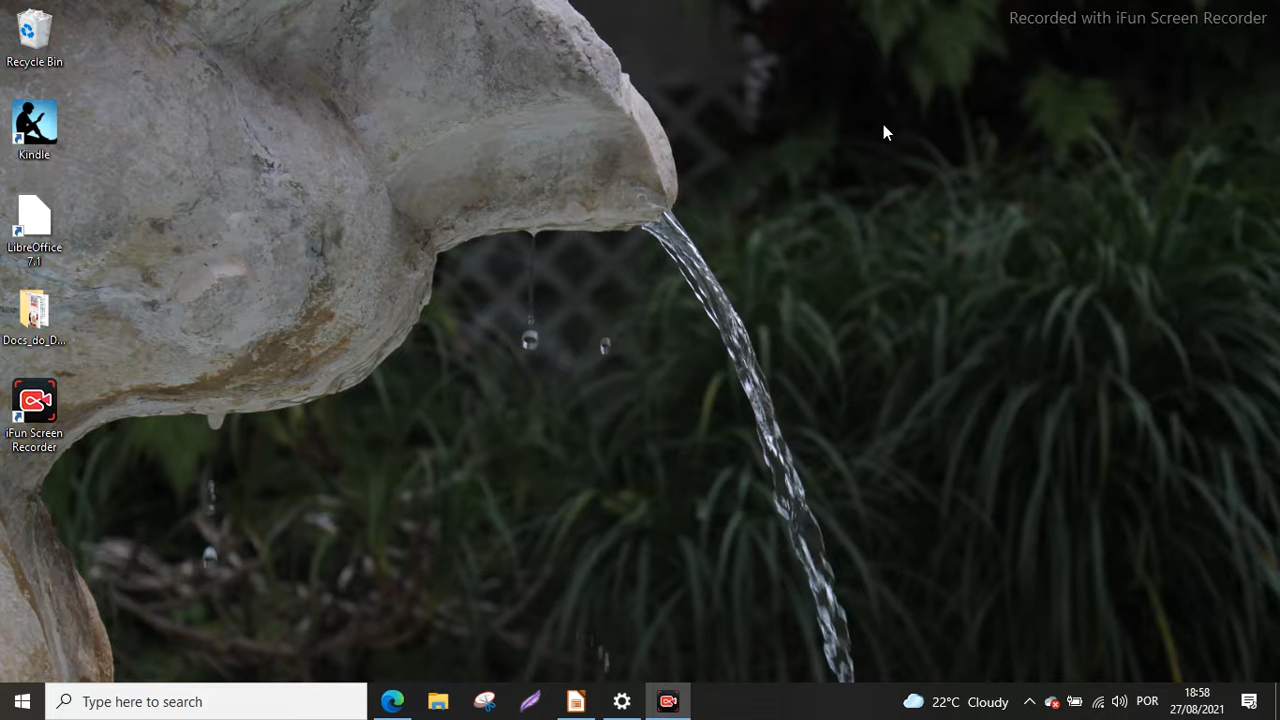 Recorded with iFun Screen Recorder
Recycle Bin
Kindle
LibreOffice
7.1
Docs_do_D...
iFun Screen
Recorder
Type here to search
22°C Cloudy
POR
18:58
27/08/2021